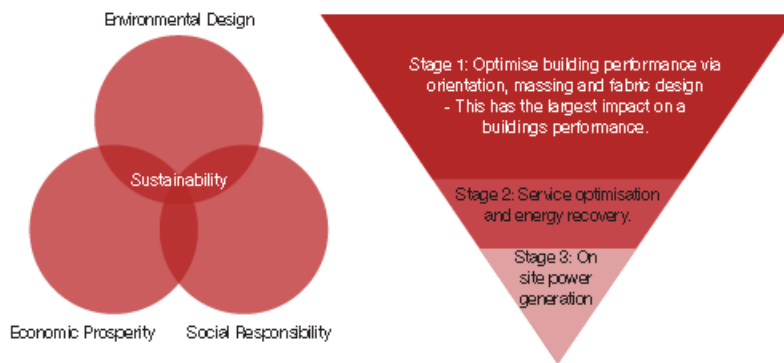 Environmental Design
Sustainability
Economic Prosperity
Social Responsibility
Stage 1: Optimise building performance via
orientation, massing and fabric design
- This has the largest impact on a
buildings performance.
Stage 2: Service optimisation
and energy recovery.
Stage 3: On
site power
generation